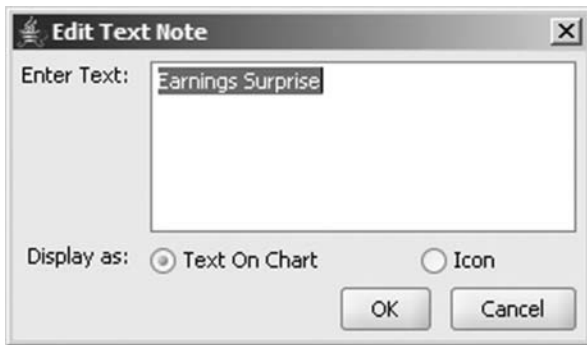 Edit Text Note
Enter Text: Earnings Surprise
Display as: Text On Chart Icon
OK Cancel